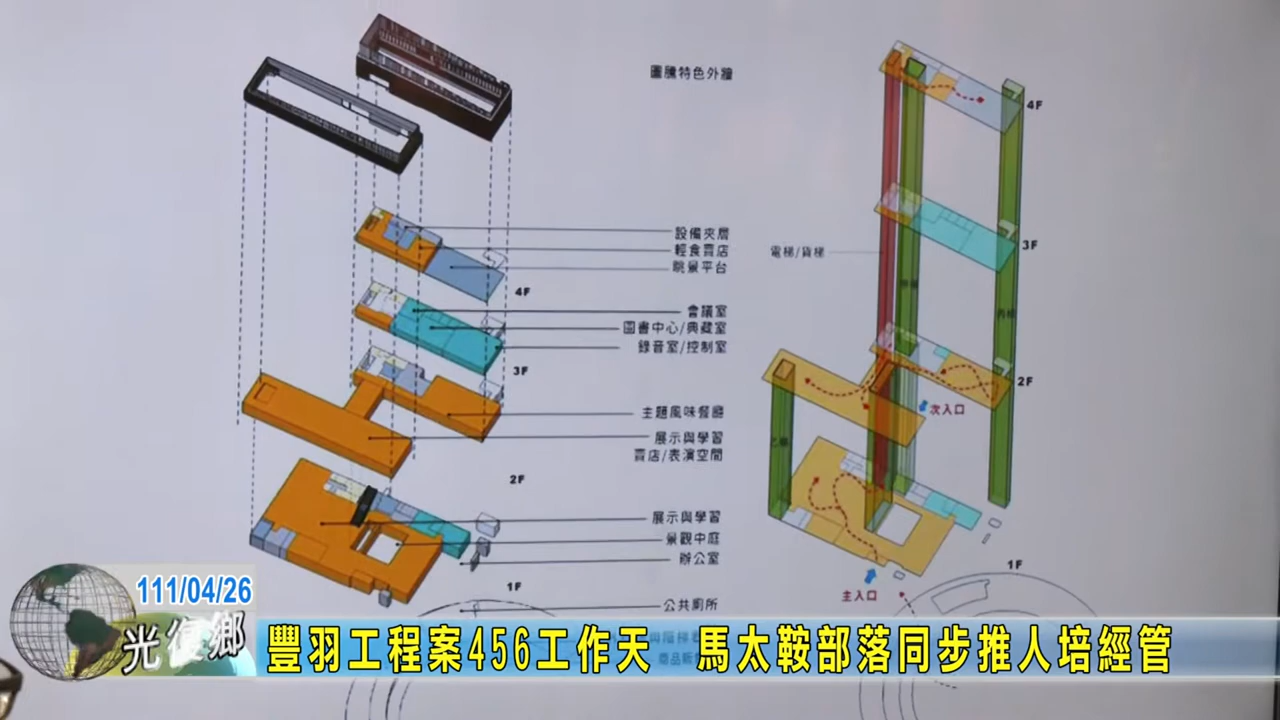 圖騰特色外牆
4F
設備夾層
輕食賣店
眺景平台
電梯/貨梯
3F
4F
會議室
圖書中心/典藏室
錄音室/控制室
3F
2F
主題風味餐廳
次入口
展示與學習
賣店/表演空間
2F
展示與學習
景觀中庭
辦公室
1F
1F
主入口
公共廁所
111/04/26
光復鄉
豐羽工程案456工作天 馬太鞍部落同步推人培經管